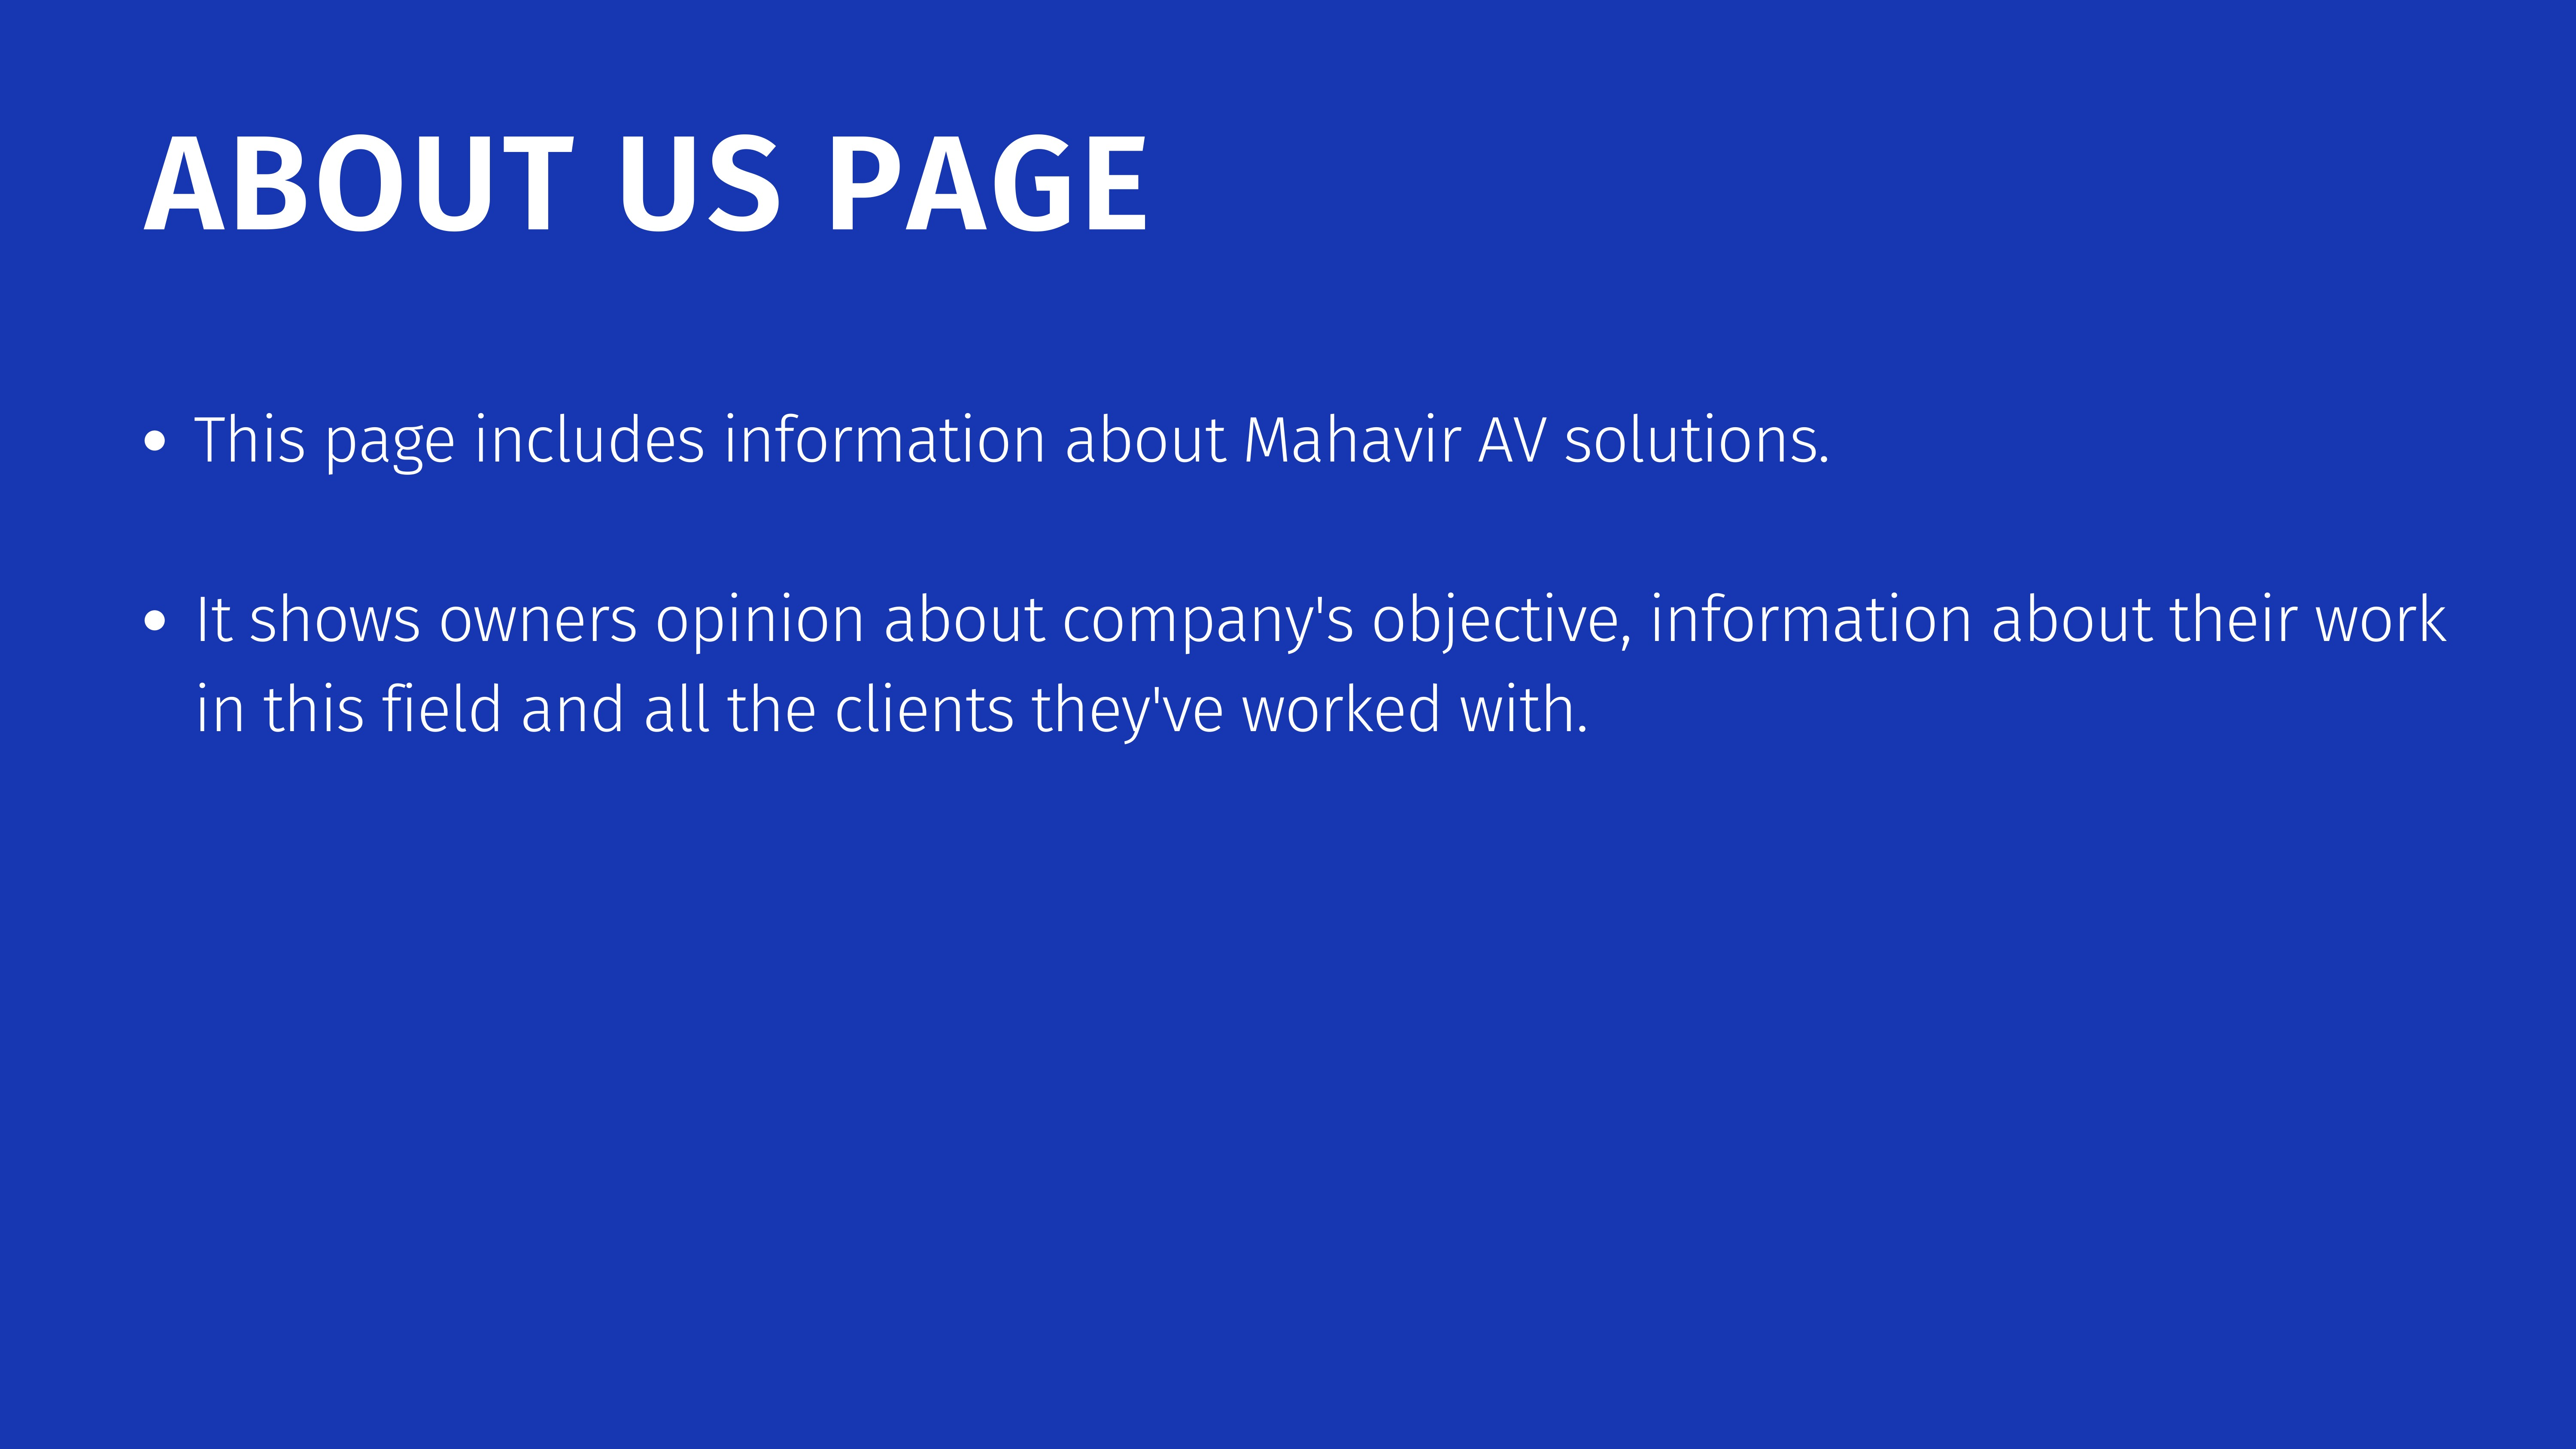 ABOUT US PAGE
• This page includes information about Mahavir AV solutions.
• It shows owners opinion about company's objective, information about their work
in this field and all the clients they've worked with.